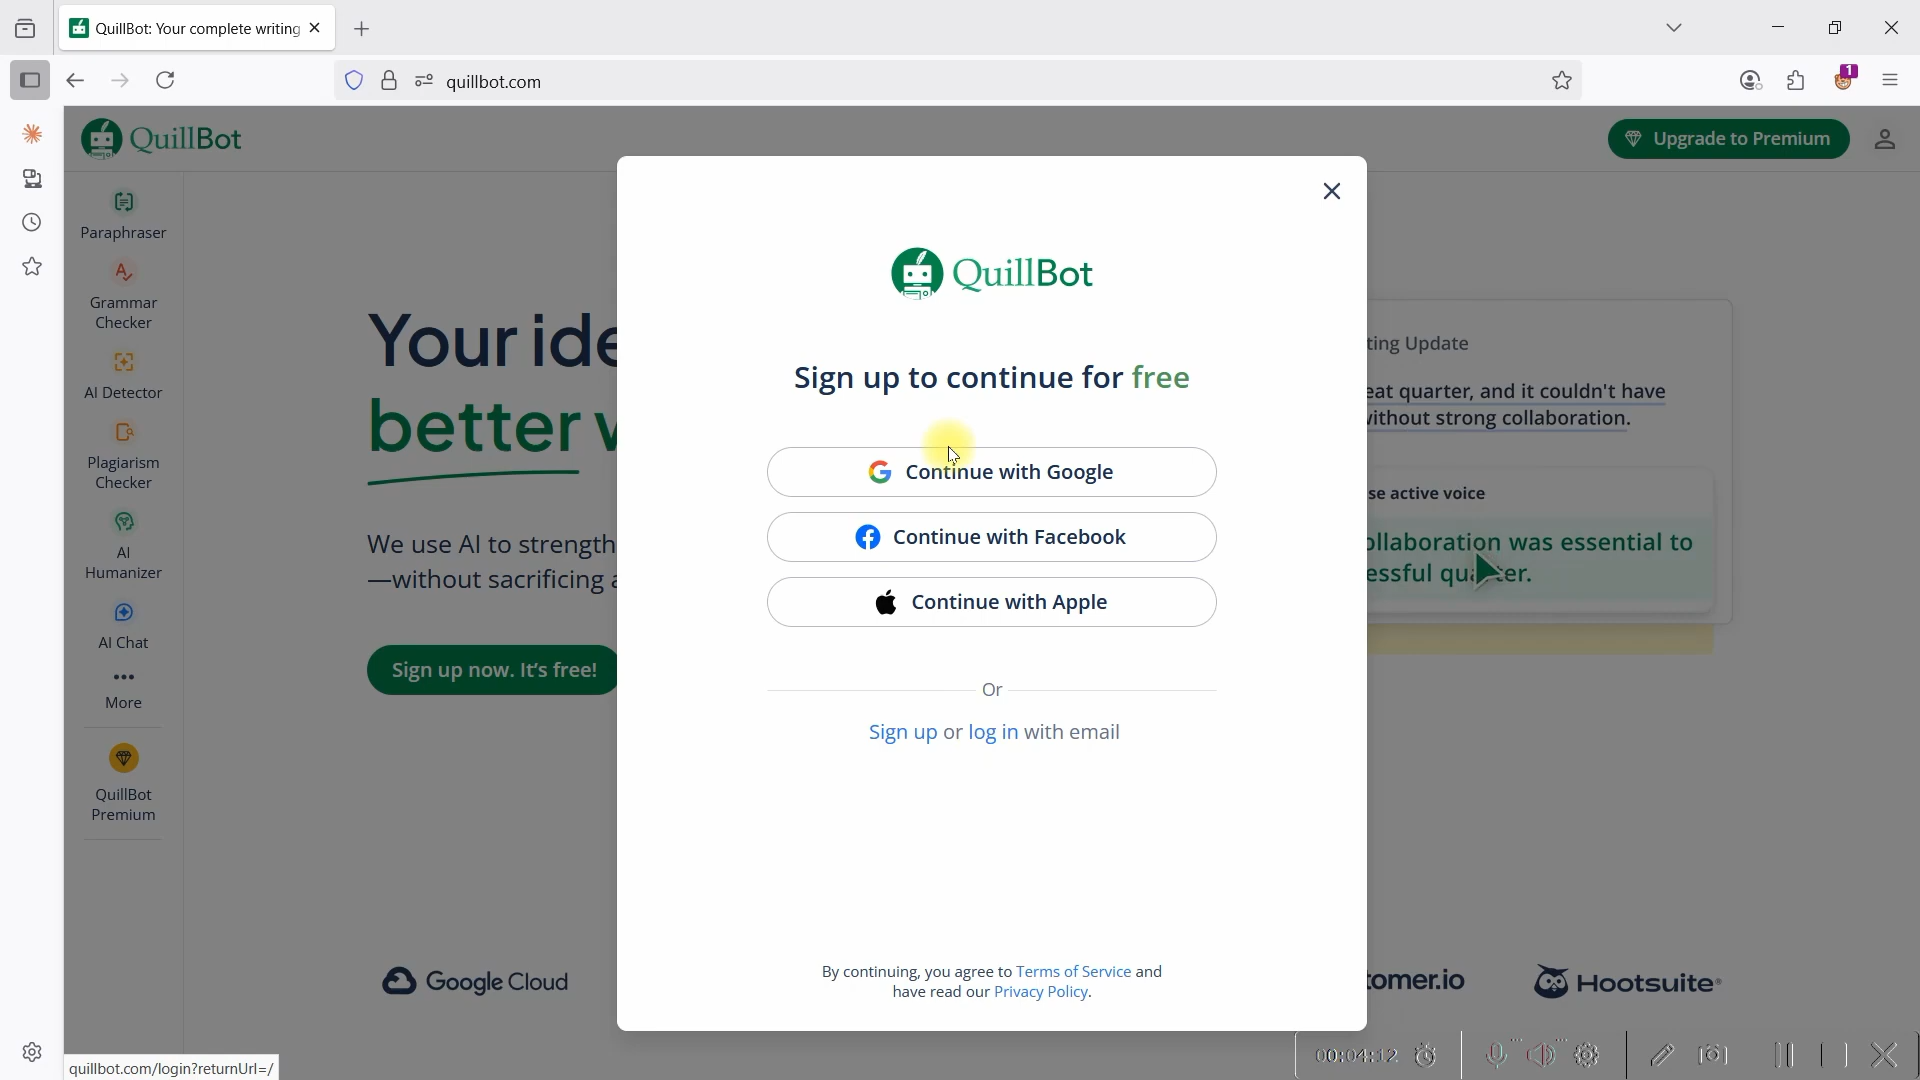 QuillBot: Your complete writing
quillbot.com
1
QuillBot
Upgrade to Premium
Paraphraser
Grammar
Checker
AI Detector
Plagiarism
Checker
AI
Humanizer
AI Chat
More
QuillBot
Premium
Your ide
better w
We use AI to strength
—without sacrificing a
Sign up now. It's free!
QuillBot
Sign up to continue for free
Continue with Google
Continue with Facebook
Continue with Apple
Or
Sign up or log in with email
By continuing, you agree to Terms of Service and
have read our Privacy Policy.
ting Update
eat quarter, and it couldn't have
without strong collaboration.
se active voice
ollaboration was essential to
essful quarter.
Google Cloud
tomer.io
Hootsuite
quillbot.com/login?returnUrl=/
00:04:12